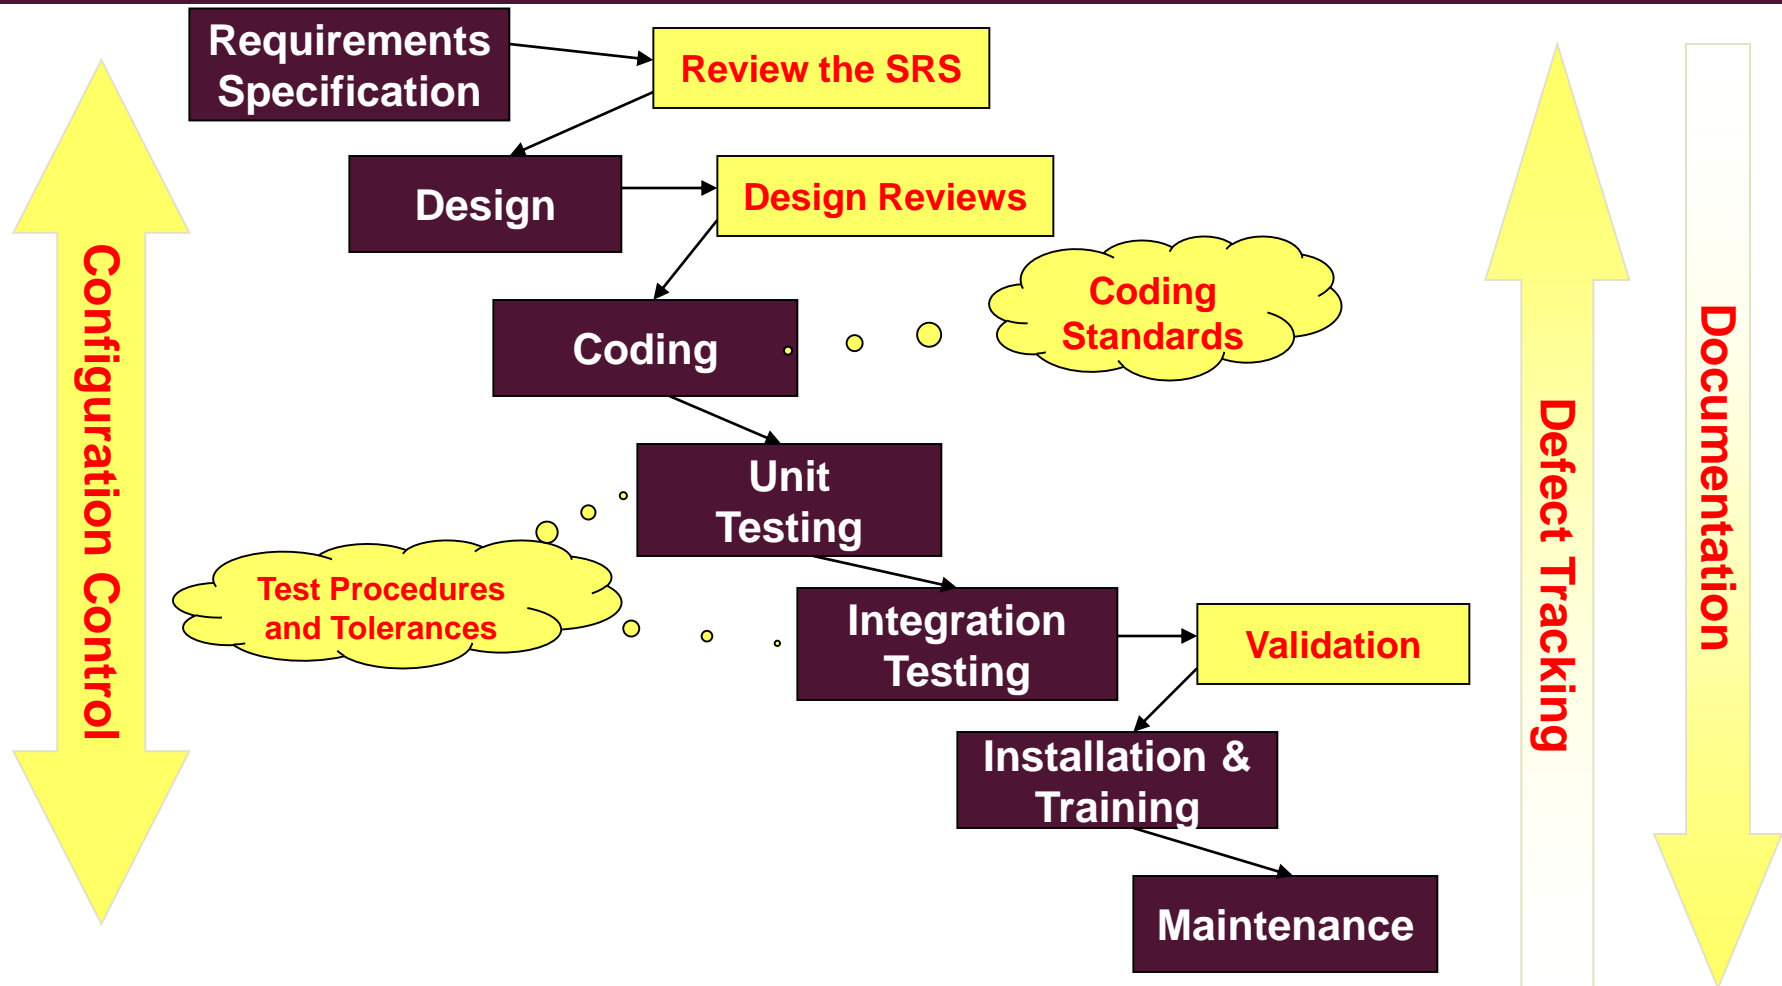 Requirements
Specification
Review the SRS
Design
Design Reviews
Coding
Standards
Coding
Unit
Testing
Test Procedures
and Tolerances
Integration
Testing
Validation
Installation &
Training
Maintenance
Configuration Control
Defect Tracking
Documentation